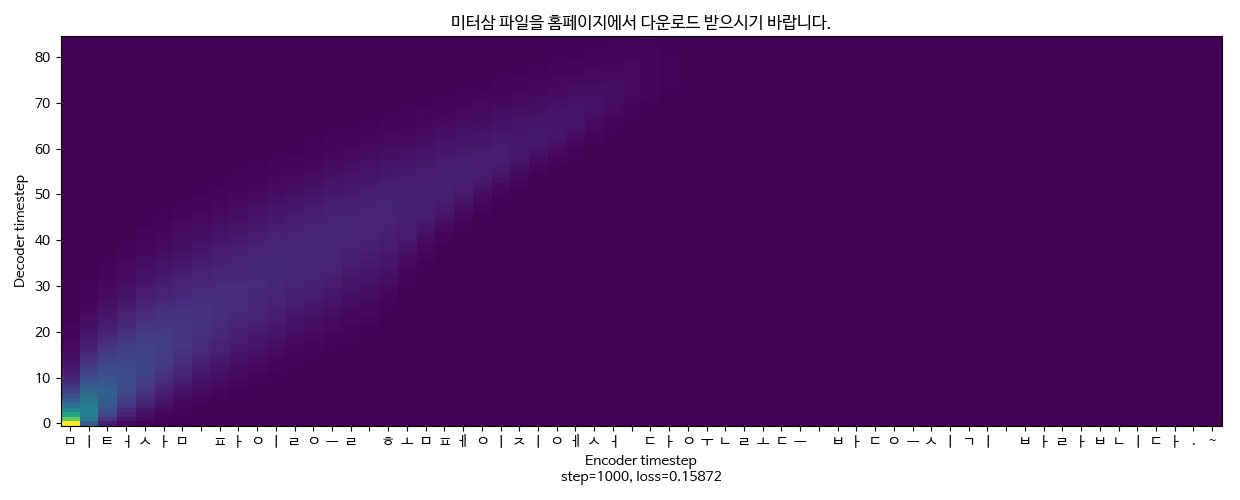 미터삼 파일을 홈페이지에서 다운로드 받으시기 바랍니다.
Decoder timestep
80
70
60
50
40
30
20
10
0
ㅁ ㅣ ㅌ ㅓ ㅅ ㅏ ㅁ ㅍ ㅏ ㅇ ㅣ ㄹ ㅇ ㅡ ㄹ ㅎ ㅗ ㅁ ㅍ ㅔ ㅇ ㅣ ㅈ ㅣ ㅇ ㅔ ㅅ ㅓ ㄷ ㅏ ㅇ ㅜ ㄴ ㄹ ㅗ ㄷ ㅡ ㅂ ㅏ ㄷ ㅇ ㅡ ㅅ ㅣ ㄱ ㅣ ㅂ ㅏ ㄹ ㅏ ㅂ ㄴ ㅣ ㄷ ㅏ . ~
Encoder timestep
step=1000, loss=0.15872